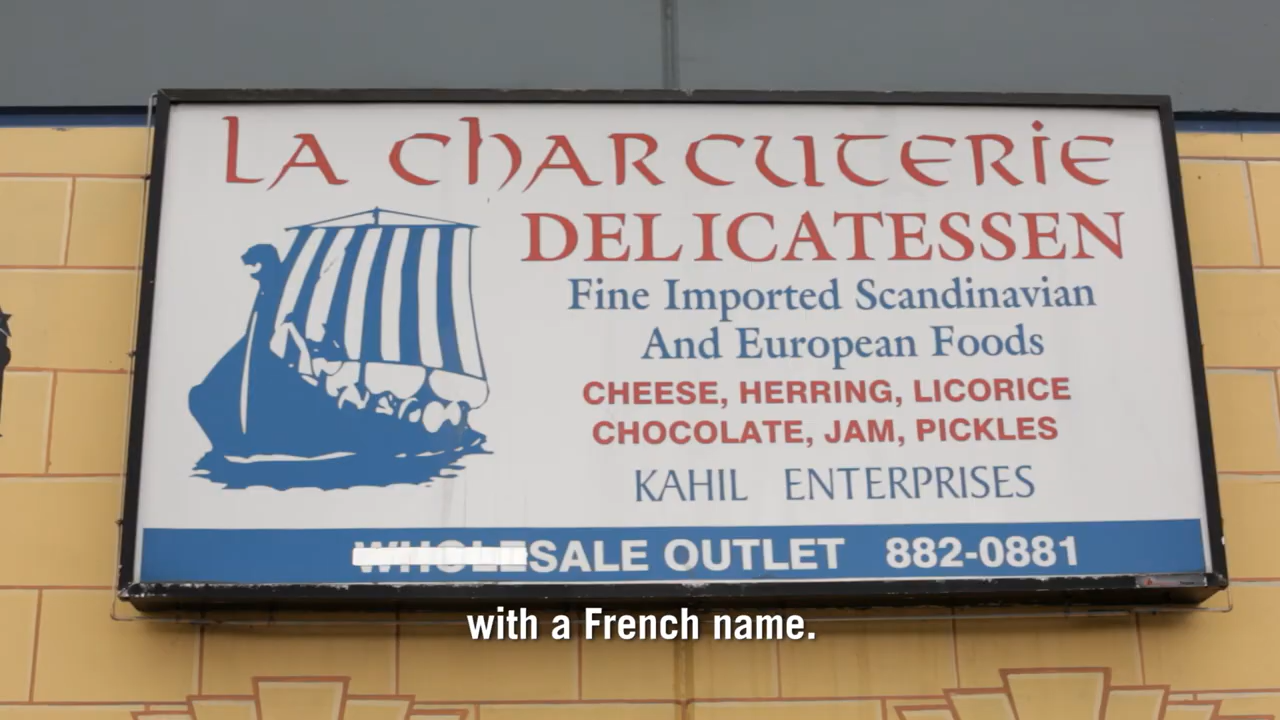 La Charcuterie
DELICATESSEN
Fine Imported Scandinavian
And European Foods
CHEESE, HERRING, LICORICE
CHOCOLATE, JAM, PICKLES
KAHIL ENTERPRISES
WHOLESALE OUTLET 882-0881
with a French name.